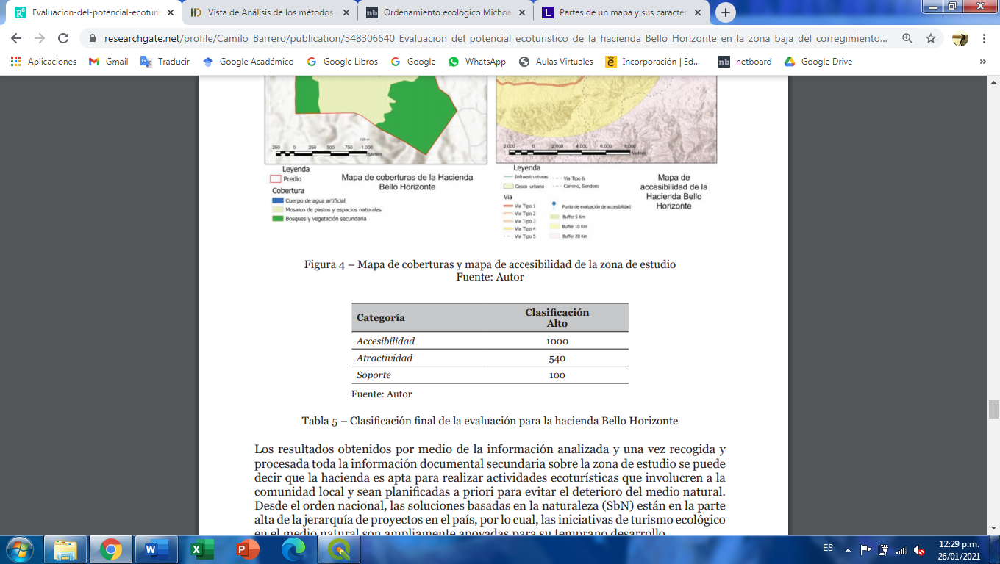 Evaluacion-del-potencial-ecoturis
Vista de Análisis de los métodos
Ordenamiento ecológico Michoa
Partes de un mapa y sus caracter
researchgate.net/profile/Camilo_Barrero/publication/348306640_Evaluacion_del_potencial_ecoturistico_de_la_hacienda_Bello_Horizonte_en_la_zona_baja_del_corregimiento...
Aplicaciones
Gmail
Traducir
Google Académico
Google Libros
Google
WhatsApp
Aulas Virtuales
Incorporación | Ed...
netboard
Google Drive
»
250 0 250 500 750 1.000
Meters
2.000 0 2.000 4.000 6.000 8.000
Meters
Leyenda
Predio
Cobertura
Cuerpo de agua artificial
Mosaico de pastos y espacios naturales
Bosques y vegetación secundaria
Mapa de coberturas de la Hacienda
Bello Horizonte
Leyenda
Infraestructuras
Casco urbano
Via
Via Tipo 1
Via Tipo 2
Via Tipo 3
Via Tipo 4
Via Tipo 5
Via Tipo 6
Camino, Sendero
Punto de evaluación de accesibilidad
Buffer 5 Km
Buffer 10 Km
Buffer 20 Km
Mapa de
accesibilidad de la
Hacienda Bello
Horizonte
Figura 4 – Mapa de coberturas y mapa de accesibilidad de la zona de estudio
Fuente: Autor
Categoría
Clasificación
Alto
Accesibilidad 1000
Atractividad 540
Soporte 100
Fuente: Autor
Tabla 5 – Clasificación final de la evaluación para la hacienda Bello Horizonte
Los resultados obtenidos por medio de la información analizada y una vez recogida y
procesada toda la información documental secundaria sobre la zona de estudio se puede
decir que la hacienda es apta para realizar actividades ecoturísticas que involucren a la
comunidad local y sean planificadas a priori para evitar el deterioro del medio natural.
Desde el orden nacional, las soluciones basadas en la naturaleza (SbN) están en la parte
alta de la jerarquía de proyectos en el país, por lo cual, las iniciativas de turismo ecológico
en el medio natural son ampliamente apoyadas para su temprano desarrollo
ES
12:29 p.m.
26/01/2021